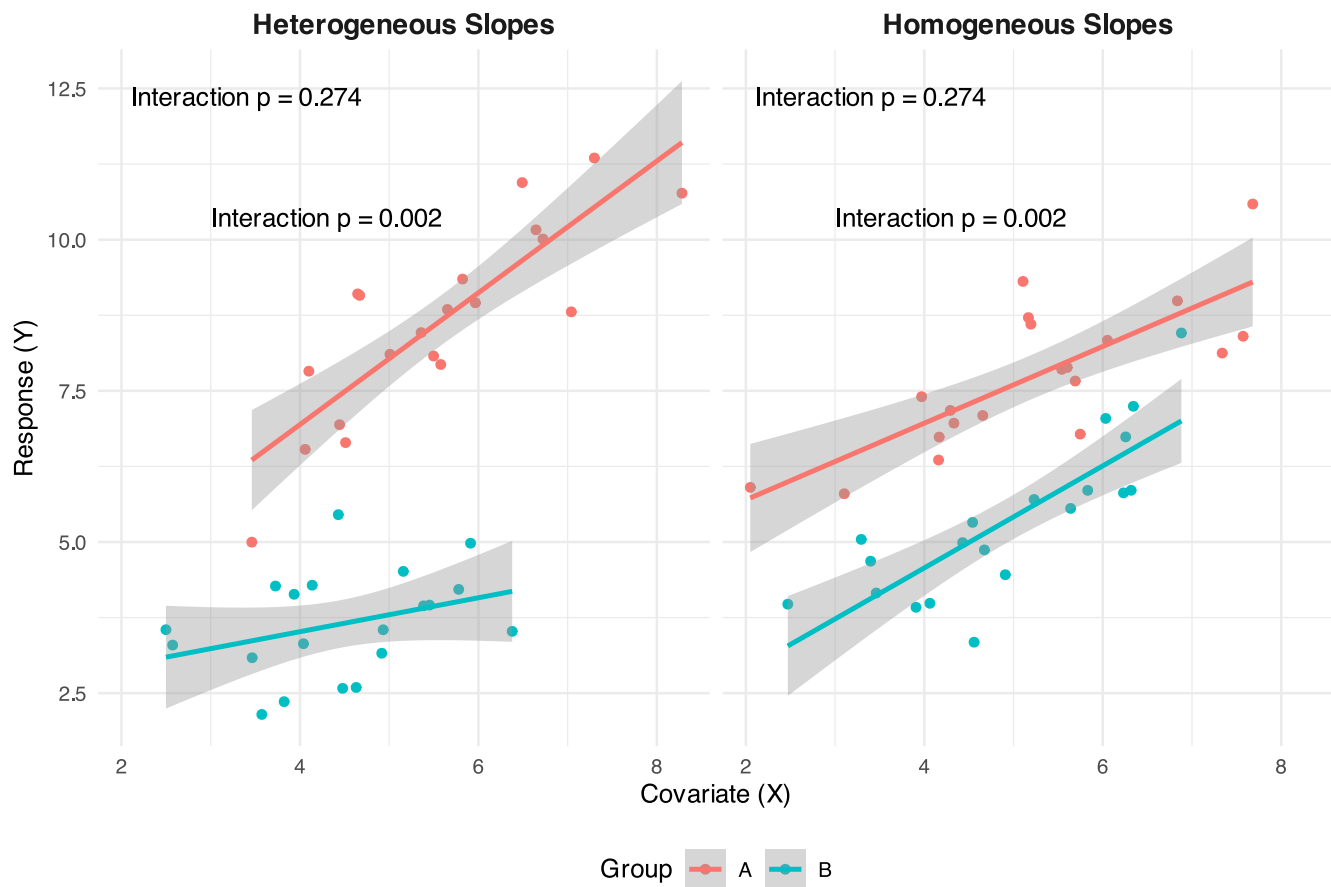 Heterogeneous Slopes
Homogeneous Slopes
12.5
10.0
7.5
5.0
2.5
Response (Y)
Interaction p = 0.274
Interaction p = 0.002
Interaction p = 0.274
Interaction p = 0.002
2 4 6 8
2 4 6 8
Covariate (X)
Group A B